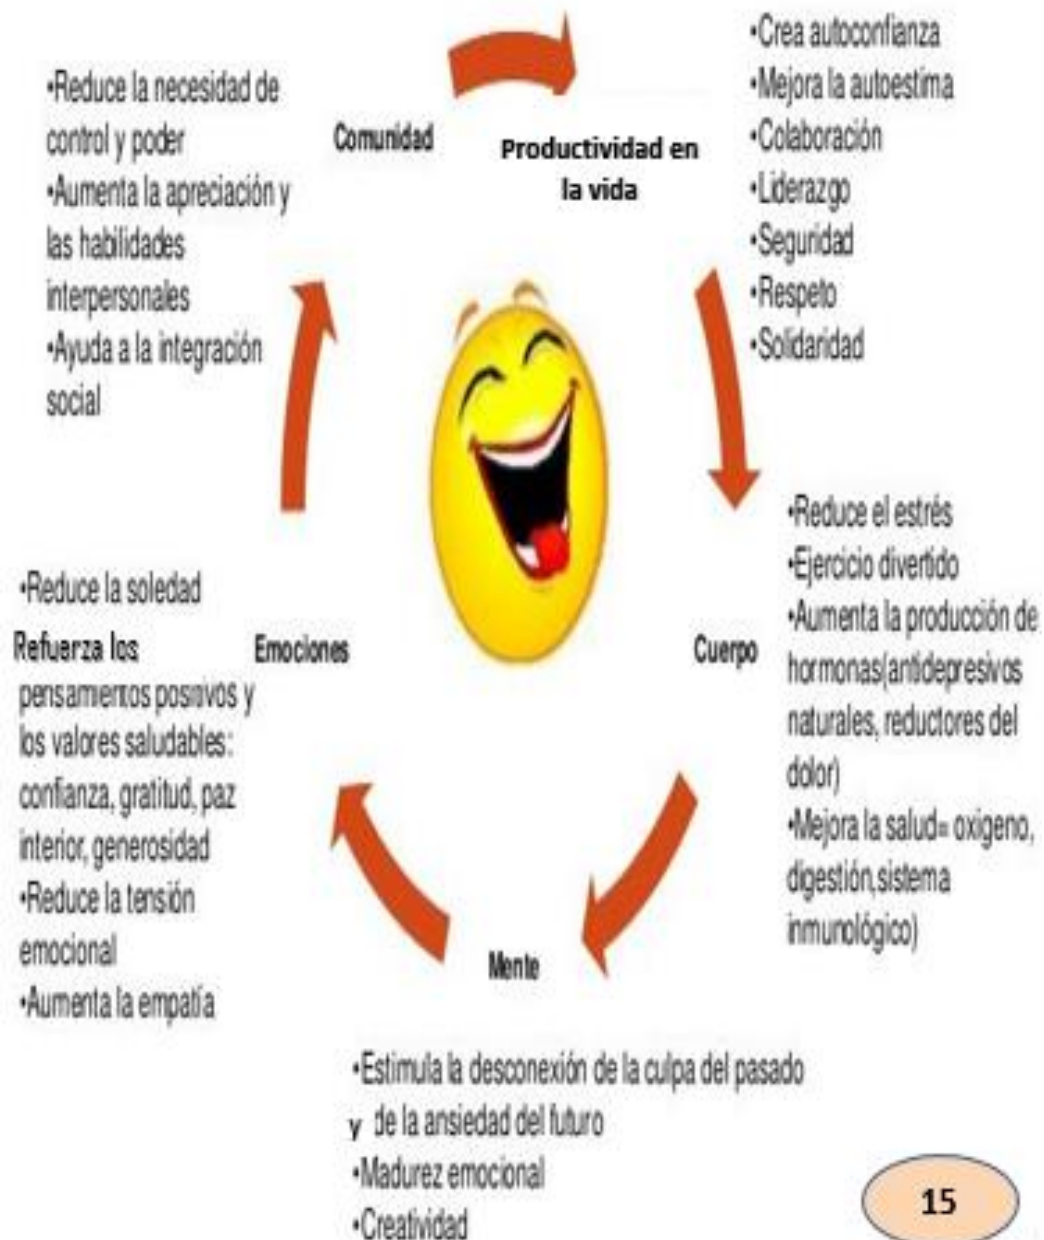 •Reduce la necesidad de
control y poder
•Aumenta la apreciación y
las habilidades
interpersonales
•Ayuda a la integración
social
Comunidad
Productividad en
la vida
•Crea autoconfianza
•Mejora la autoestima
•Colaboración
•Liderazgo
•Seguridad
•Respeto
•Solidaridad
•Reduce la soledad
Refuerza los
pensamientos positivos y
los valores saludables:
confianza, gratitud, paz
interior, generosidad
•Reduce la tensión
emocional
•Aumenta la empatía
Emociones
Cuerpo
•Reduce el estrés
•Ejercicio divertido
•Aumenta la producción de
hormonas(antidepresivos
naturales, reductores del
dolor)
•Mejora la salud= oxigeno,
digestión,sistema
inmunológico)
Mente
•Estimula la desconexión de la culpa del pasado
y de la ansiedad del futuro
•Madurez emocional
•Creatividad
15